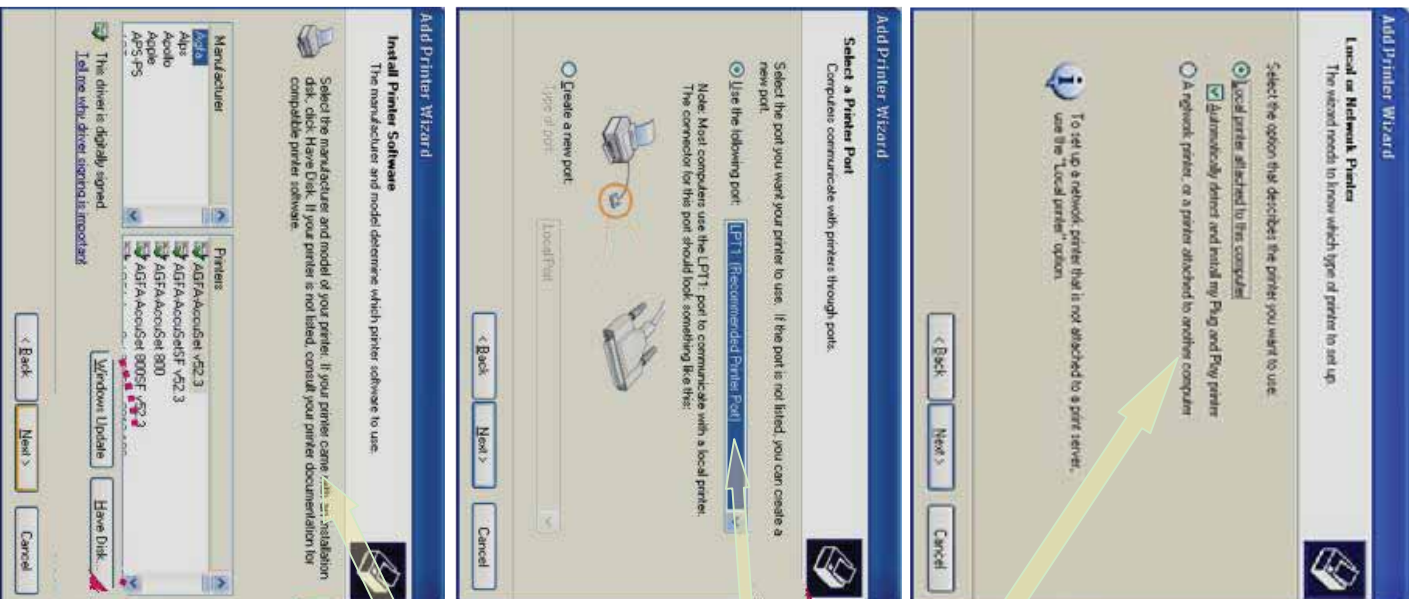 Add Printer Wizard
Local or Network Printer
The wizard needs to know which type of printer to set up.
Select the option that describes the printer you want to use:
Local printer attached to this computer
Automatically detect and install my Plug and Play printer
A network printer, or a printer attached to another computer
To set up a network printer that is not attached to a print server,
use the "Local printer" option.
< Back
Next >
Cancel
Add Printer Wizard
Select a Printer Port
Computers communicate with printers through ports.
Select the port you want your printer to use. If the port is not listed, you can create a
new port.
Use the following port:
LPT1: (Recommended Printer Port)
Note: Most computers use the LPT1: port to communicate with a local printer.
The connector for this port should look something like this:
Create a new port:
Type of port:
Local Port
< Back
Next >
Cancel
Add Printer Wizard
Install Printer Software
The manufacturer and model determine which printer software to use.
Select the manufacturer and model of your printer. If your printer came installation
disk, click Have Disk. If your printer is not listed, consult your printer documentation for
compatible printer software.
Manufacturer
Agfa
Alps
Apollo
Apple
APS-PS
Printers
AGFA-AccuSet v52.3
AGFA-AccuSetSF v52.3
AGFA-AccuSet 800
AGFA-AccuSet 800SF v52.3
This driver is digitally signed.
Tell me why driver signing is important
Windows Update
Have Disk...
< Back
Next >
Cancel